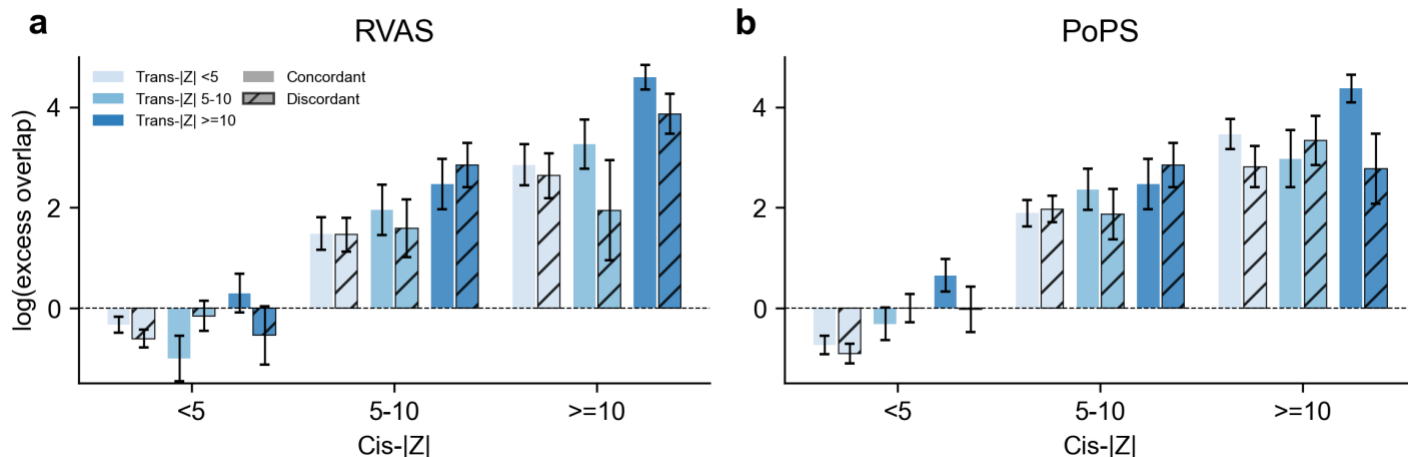 a
RVAS
Trans-|Z| <5
Trans-|Z| 5-10
Trans-|Z| >=10
Concordant
Discordant
log(excess overlap)
4
2
0
<5
5-10
>=10
Cis-|Z|
b
PoPS
4
2
0
<5
5-10
>=10
Cis-|Z|